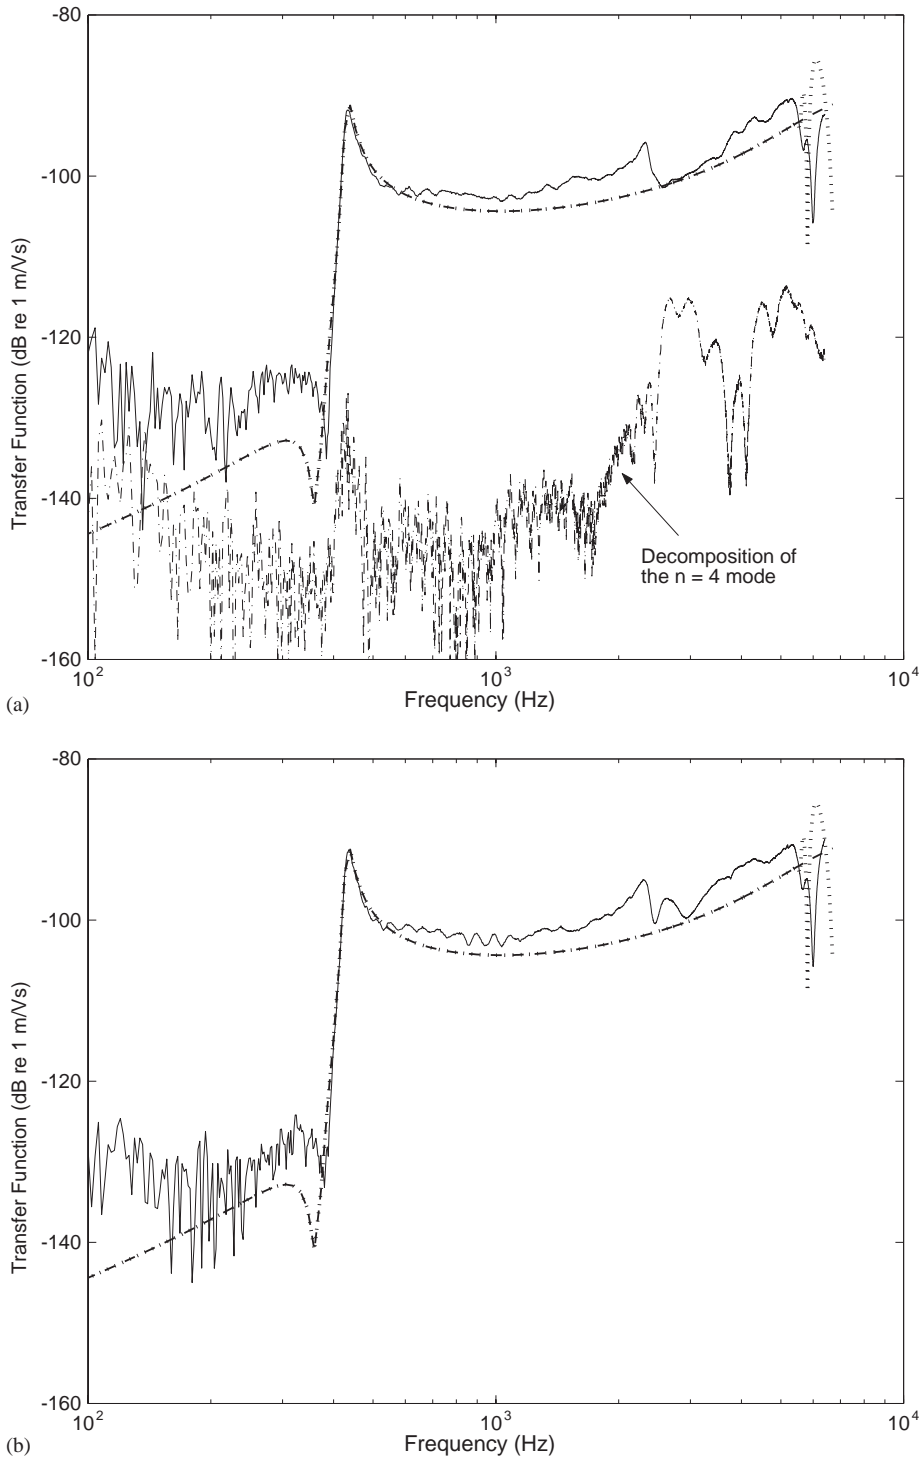 -80
-100
-120
-140
-160
Transfer Function (dB re 1 m/Vs)
Decomposition of
the n = 4 mode
10² 10³ 10⁴
Frequency (Hz)
(a)
-80
-100
-120
-140
-160
Transfer Function (dB re 1 m/Vs)
10² 10³ 10⁴
Frequency (Hz)
(b)